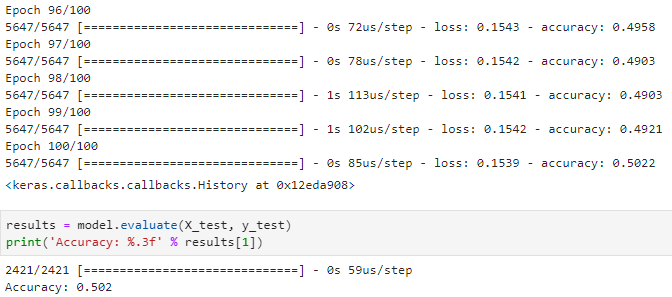 Epoch 96/100
5647/5647 [==============================] - 0s 72us/step - loss: 0.1543 - accuracy: 0.4958
Epoch 97/100
5647/5647 [==============================] - 0s 78us/step - loss: 0.1542 - accuracy: 0.4903
Epoch 98/100
5647/5647 [==============================] - 1s 113us/step - loss: 0.1541 - accuracy: 0.4903
Epoch 99/100
5647/5647 [==============================] - 1s 102us/step - loss: 0.1542 - accuracy: 0.4921
Epoch 100/100
5647/5647 [==============================] - 0s 85us/step - loss: 0.1539 - accuracy: 0.5022
<keras.callbacks.callbacks.History at 0x12eda908>
results = model.evaluate(X_test, y_test)
print('Accuracy: %.3f' % results[1])
2421/2421 [==============================] - 0s 59us/step
Accuracy: 0.502